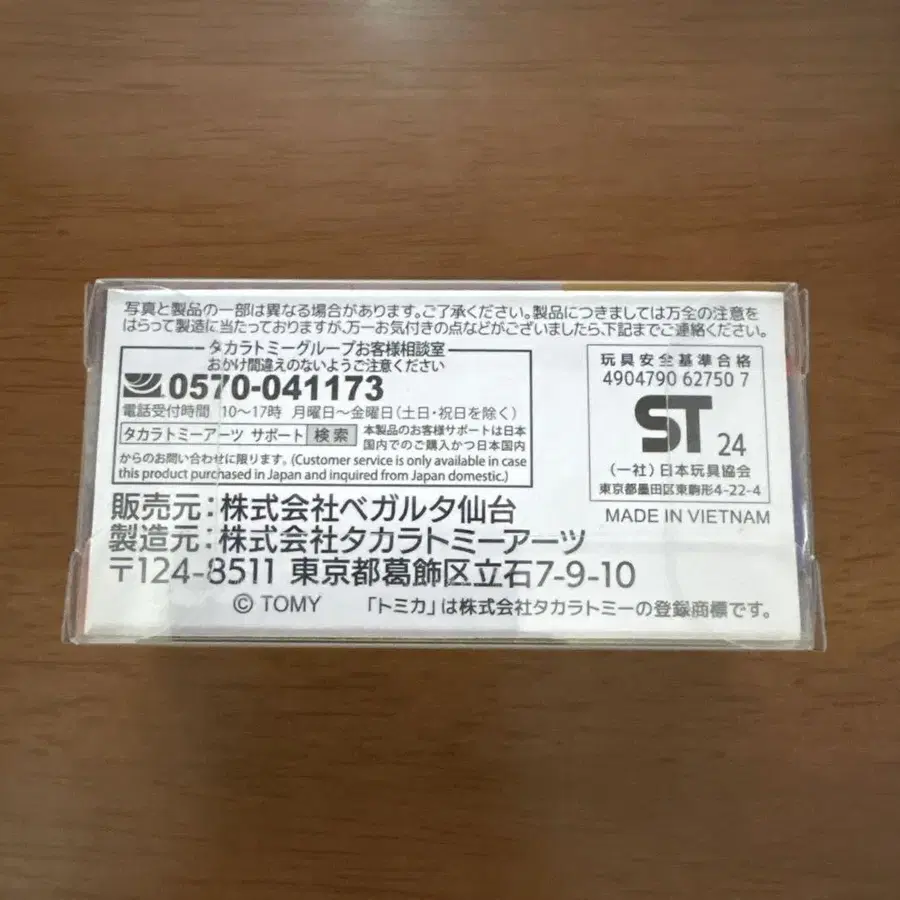 写真と製品の一部は異なる場合があります。ご了承ください。製品につきましては万全の注意を
はらって製造に当たっておりますが、万一お気付きの点などがございましたら、下記までご連絡ください。
タカラトミーグループお客様相談室
おかけ間違えのないようご注意ください
0570-041173
電話受付時間 10〜17時 月曜日〜金曜日(土日・祝日を除く)
タカラトミーアーツ サポート 検索 本製品のお客様サポートは日本
国内でのご購入かつ日本国内
からのお問い合わせに限ります。(Customer service is only available in case
this product purchased in Japan and inquired from Japan domestic.)
玩具安全基準合格
4904790 62750 7
ST 24
(一社)日本玩具協会
東京都墨田区東駒形4-22-4
MADE IN VIETNAM
販売元:株式会社ベガルタ仙台
製造元:株式会社タカラトミーアーツ
〒124-8511 東京都葛飾区立石7-9-10
© TOMY 「トミカ」は株式会社タカラトミーの登録商標です。